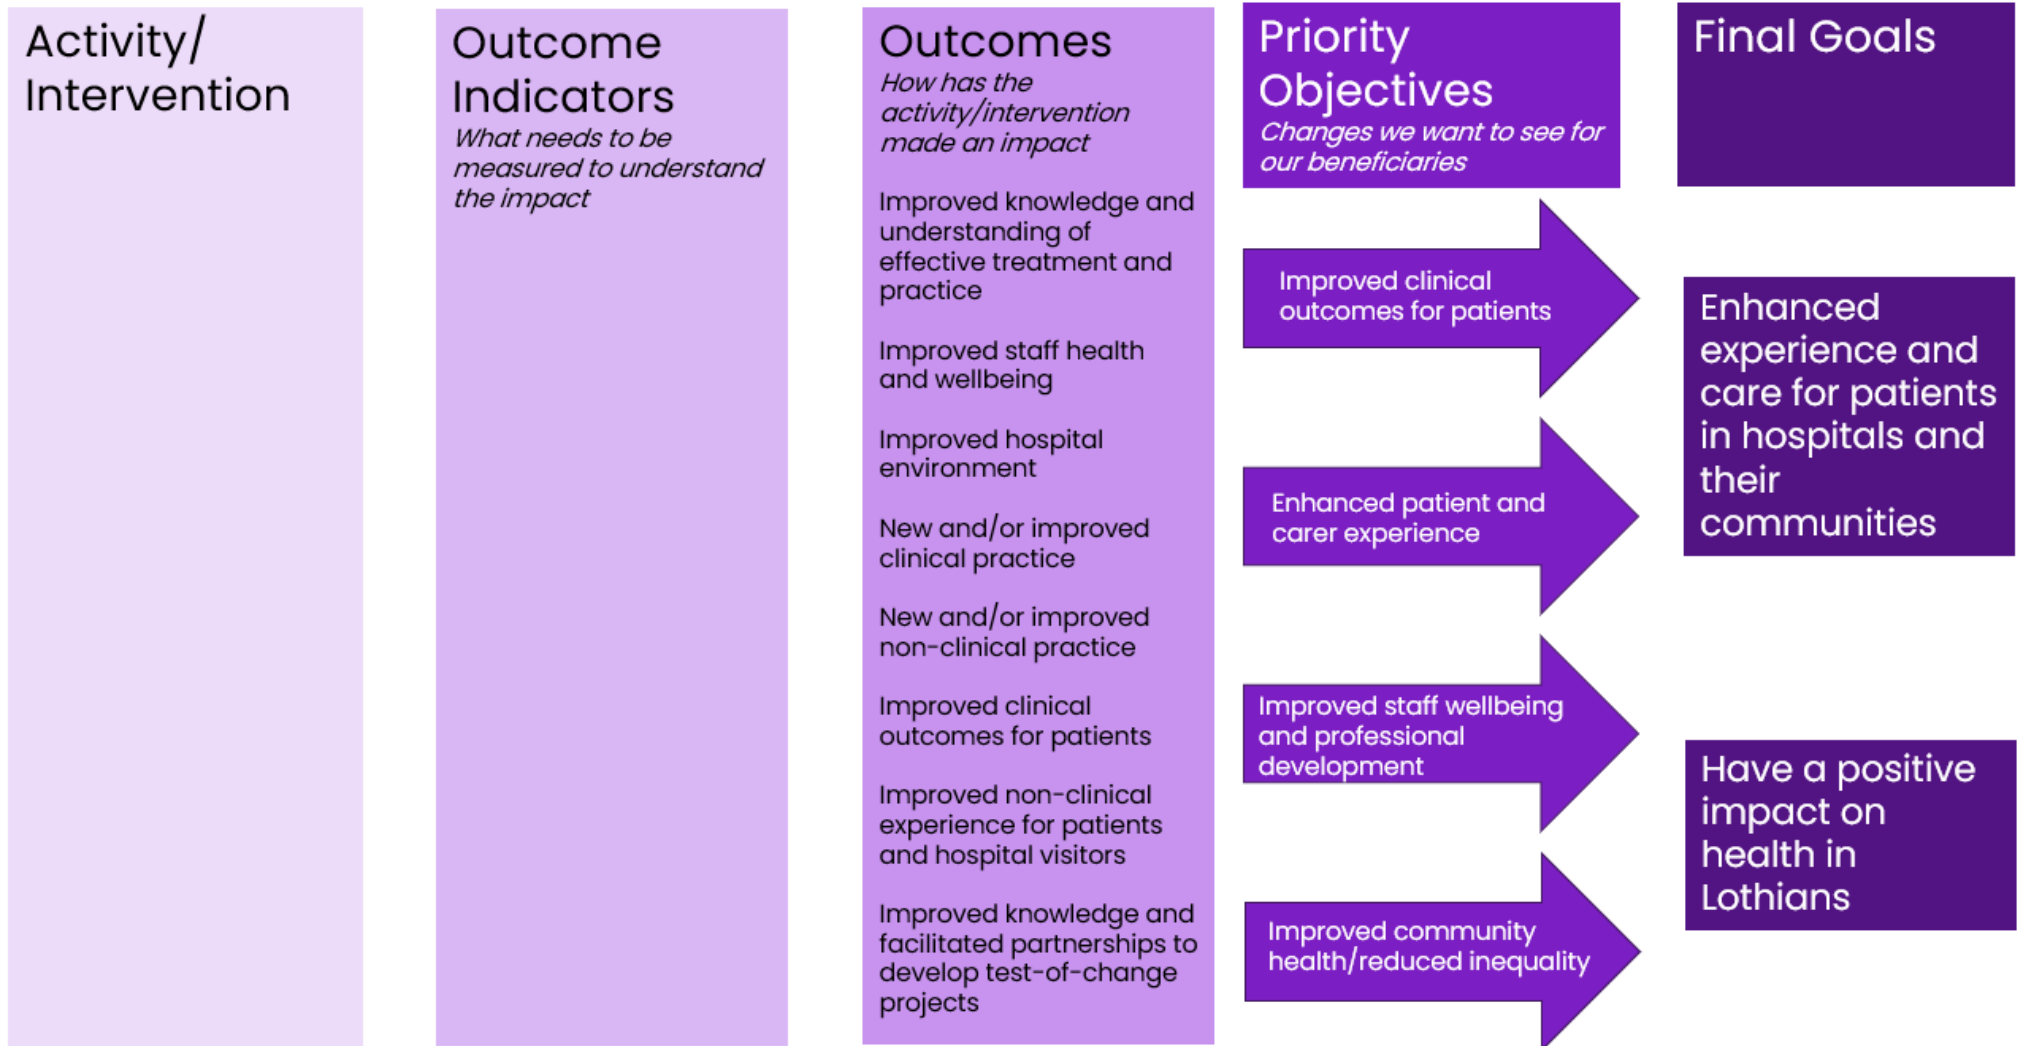 Activity/
Intervention
Outcome
Indicators
What needs to be
measured to understand
the impact
Outcomes
How has the
activity/intervention
made an impact
Improved knowledge and
understanding of
effective treatment and
practice
Improved staff health
and wellbeing
Improved hospital
environment
New and/or improved
clinical practice
New and/or improved
non-clinical practice
Improved clinical
outcomes for patients
Improved non-clinical
experience for patients
and hospital visitors
Improved knowledge and
facilitated partnerships to
develop test-of-change
projects
Priority
Objectives
Changes we want to see for
our beneficiaries
Improved clinical
outcomes for patients
Enhanced patient and
carer experience
Improved staff wellbeing
and professional
development
Improved community
health/reduced inequality
Final Goals
Enhanced
experience and
care for patients
in hospitals and
their
communities
Have a positive
impact on
health in
Lothians